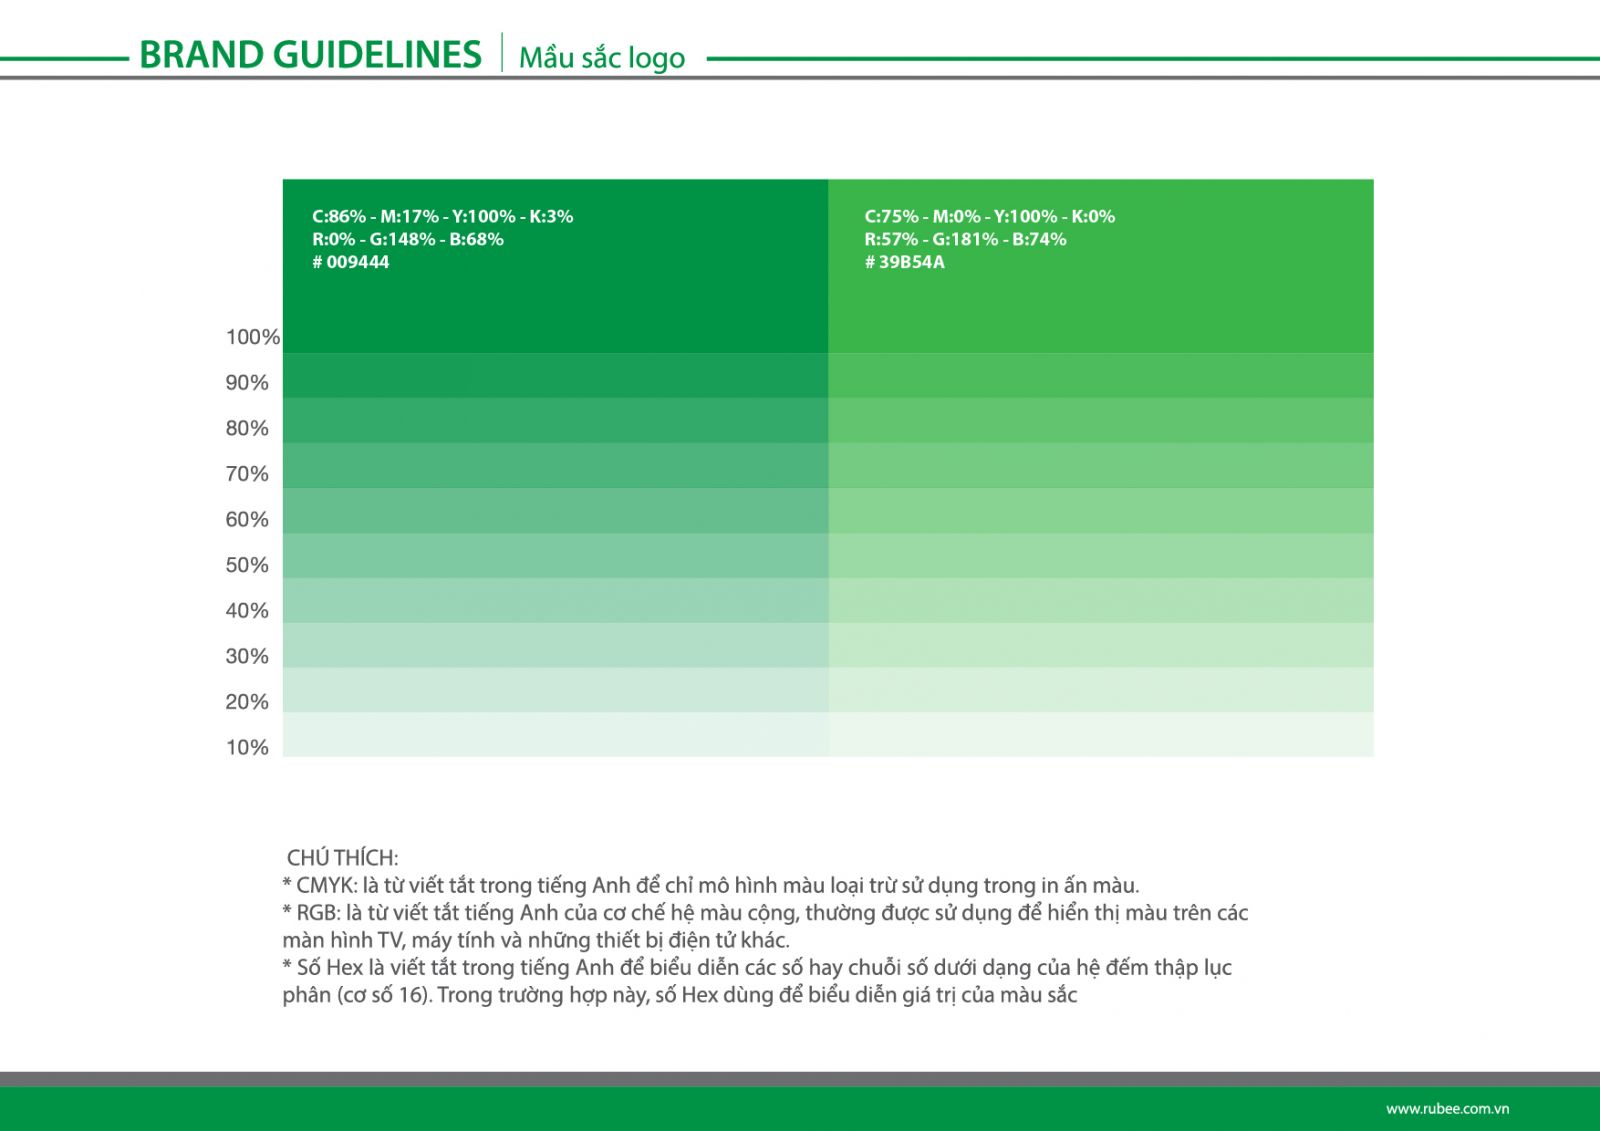 BRAND GUIDELINES Mầu sắc logo
C:86% - M:17% - Y:100% - K:3%
R:0% - G:148% - B:68%
# 009444
C:75% - M:0% - Y:100% - K:0%
R:57% - G:181% - B:74%
# 39B54A
100%
90%
80%
70%
60%
50%
40%
30%
20%
10%
CHÚ THÍCH:
* CMYK: là từ viết tắt trong tiếng Anh để chỉ mô hình màu loại trừ sử dụng trong in ấn màu.
* RGB: là từ viết tắt tiếng Anh của cơ chế hệ màu cộng, thường được sử dụng để hiển thị màu trên các
màn hình TV, máy tính và những thiết bị điện tử khác.
* Số Hex là viết tắt trong tiếng Anh để biểu diễn các số hay chuỗi số dưới dạng của hệ đếm thập lục
phân (cơ số 16). Trong trường hợp này, số Hex dùng để biểu diễn giá trị của màu sắc
www.rubee.com.vn